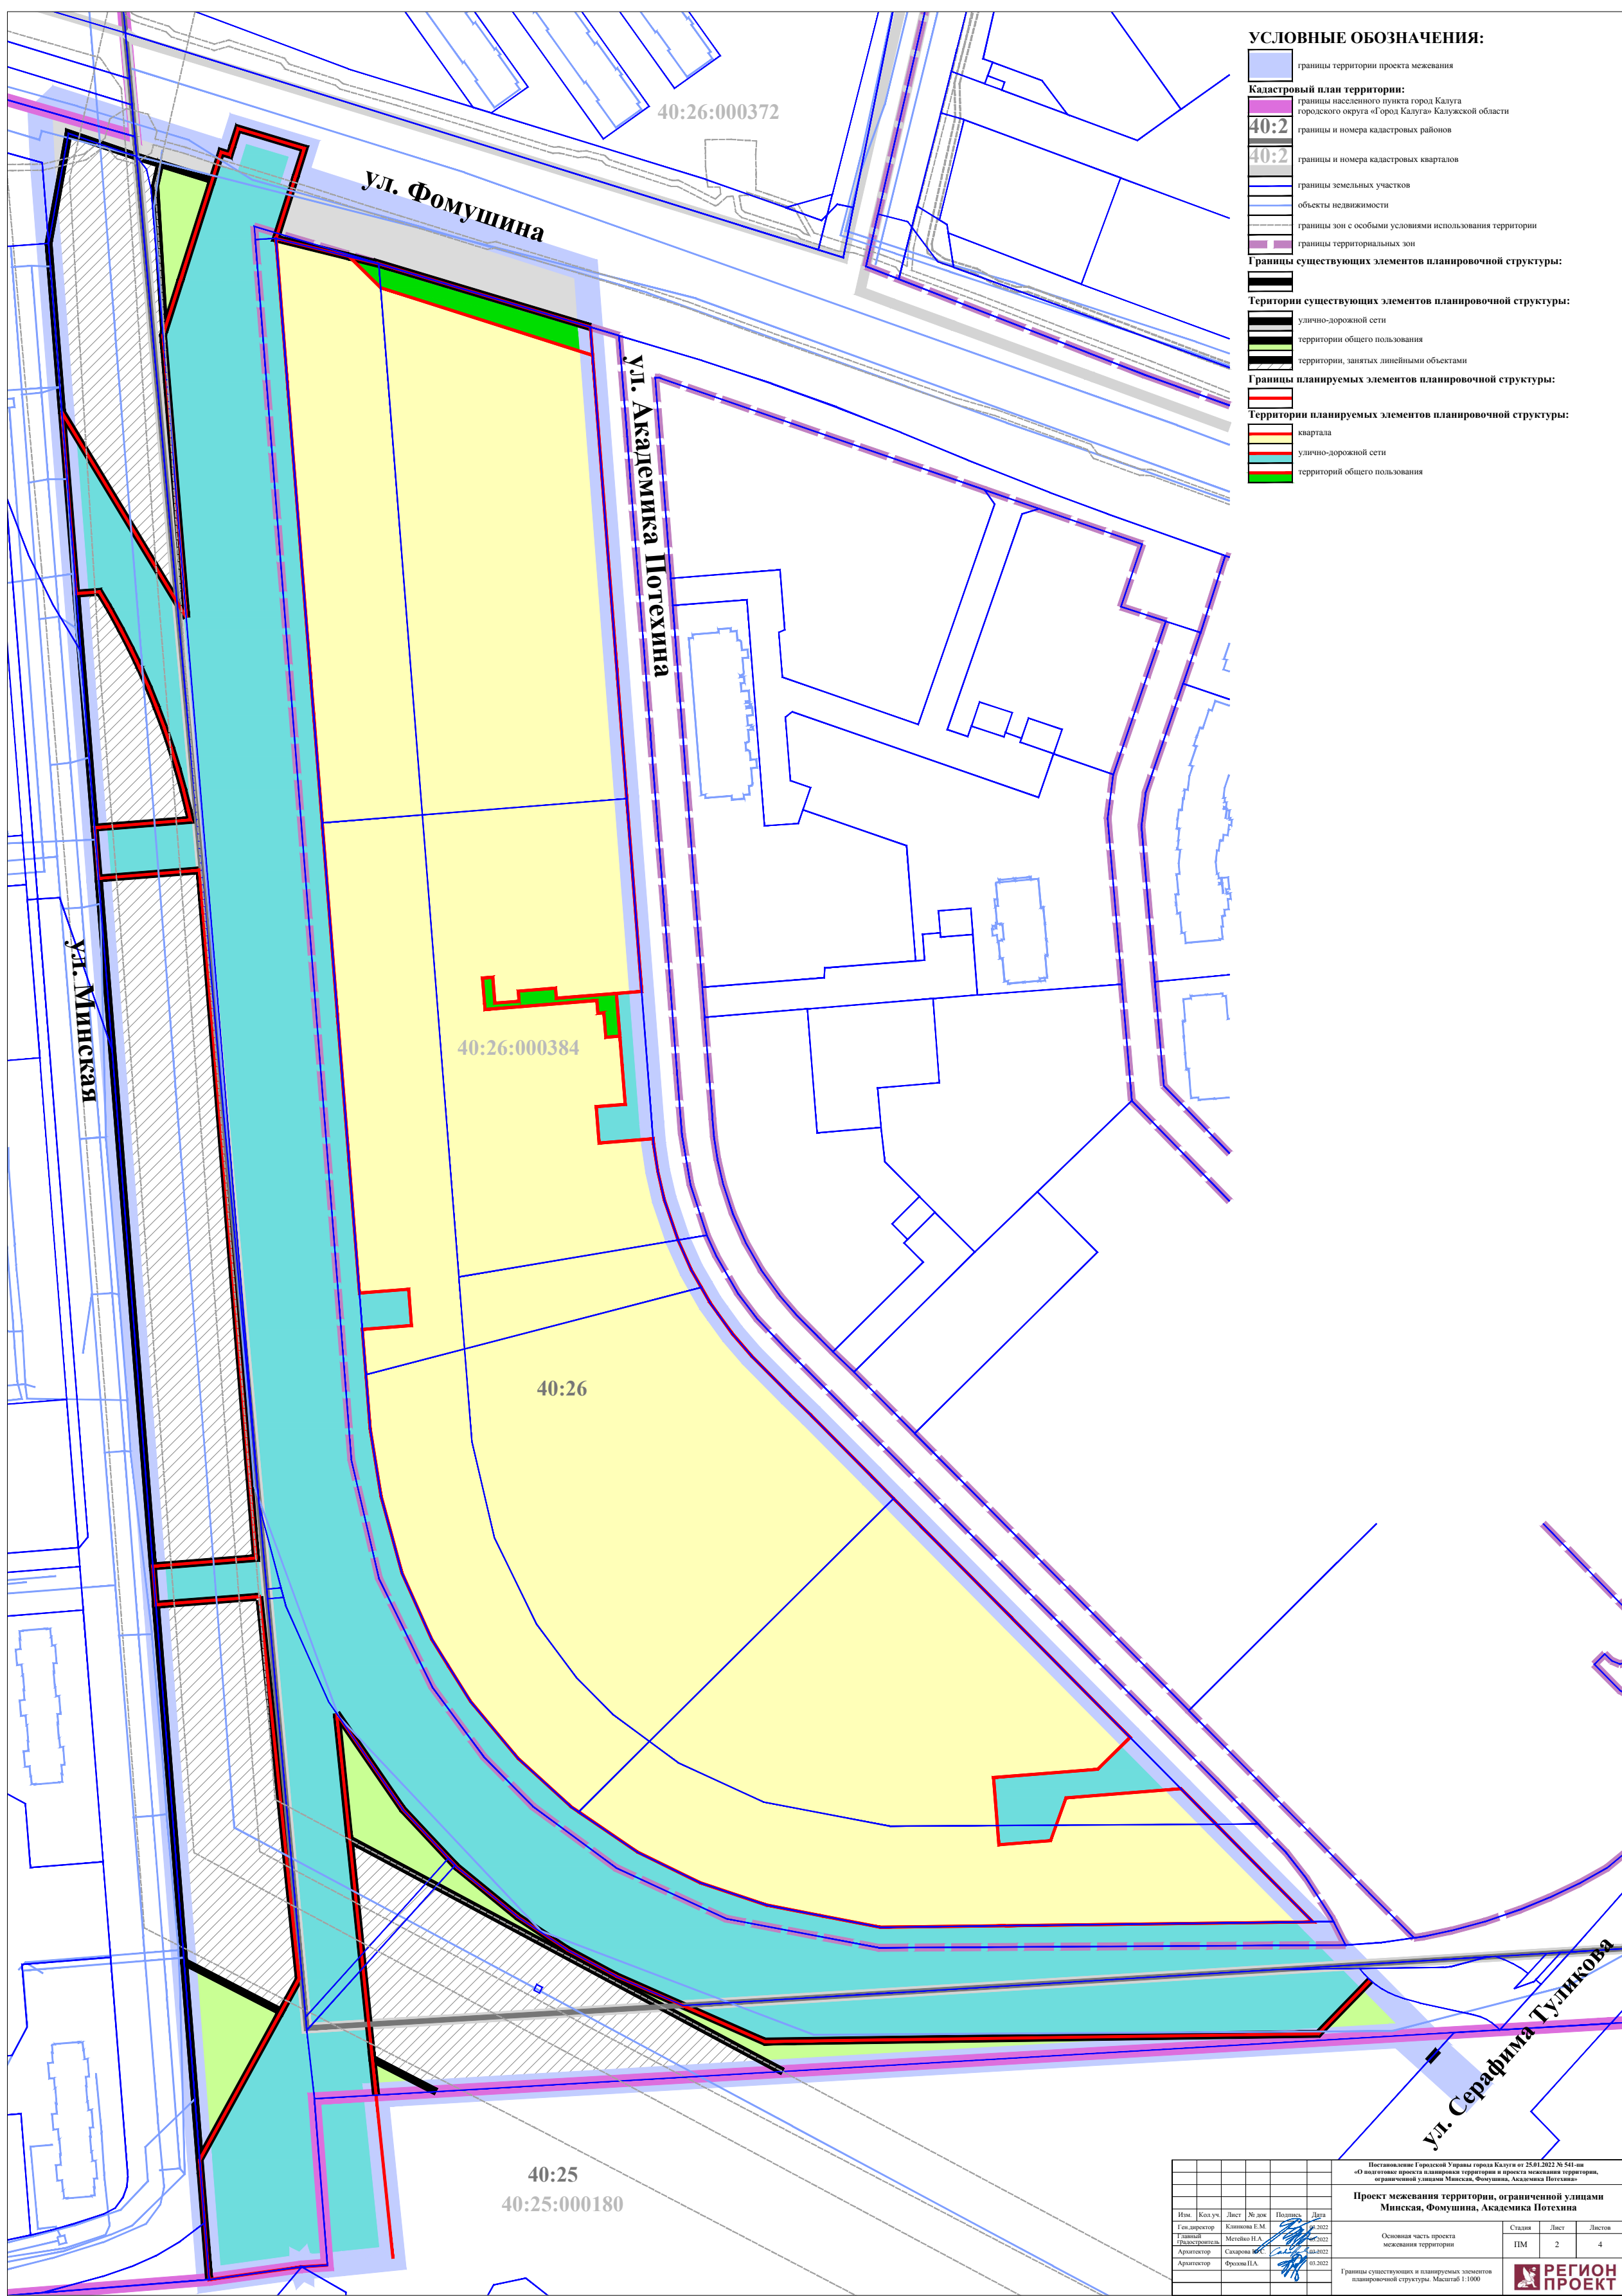 40:26:000372
ул. Фомушина
ул. Академика Потехина
ул. Минская
40:26:000384
40:26
ул. Серафима Туликова
40:25
40:25:000180
УСЛОВНЫЕ ОБОЗНАЧЕНИЯ:
границы территории проекта межевания
Кадастровый план территории:
границы населенного пункта город Калуга
городского округа «Город Калуга» Калужской области
40:2
границы и номера кадастровых районов
40:2
границы и номера кадастровых кварталов
границы земельных участков
объекты недвижимости
границы зон с особыми условиями использования территории
границы территориальных зон
Границы существующих элементов планировочной структуры:
Територии существующих элементов планировочной структуры:
улично-дорожной сети
территории общего пользования
территории, занятых линейными объектами
Границы планируемых элементов планировочной структуры:
Территории планируемых элементов планировочной структуры:
квартала
улично-дорожной сети
территорий общего пользования
Постановление Городской Управы города Калуги от 25.01.2022 № 541-пи
«О подготовке проекта планировки территории и проекта межевания территории,
ограниченной улицами Минская, Фомушина, Академика Потехина»
Проект межевания территории, ограниченной улицами
Минская, Фомушина, Академика Потехина
Изм. Кол.уч. Лист № док Подпись Дата
Ген.директор Климкова Е.М.
Главный градостроитель Метейко Н.А.
Архитектор Сахарова
Архитектор Фролова П.А. 03.2022
Основная часть проекта
межевания территории
Стадия Лист Листов
ПМ 2 4
Границы существующих и планируемых элементов
планировочной структуры. Масштаб 1:1000
РЕГИОН
ПРОЕКТ